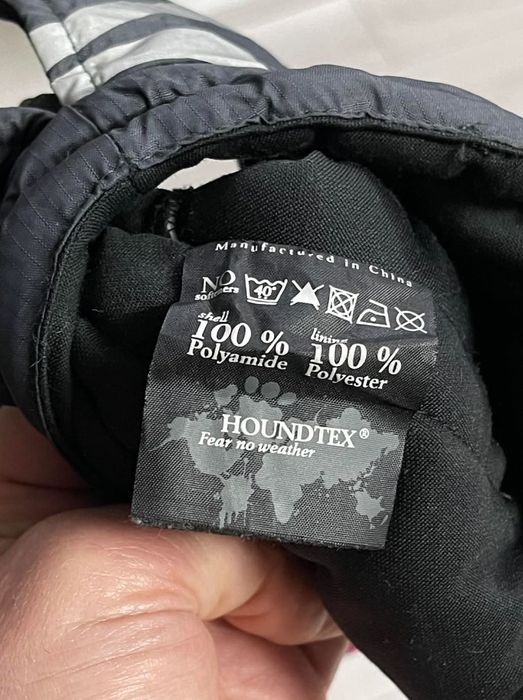 Manufactured in China
NO
softeners
40°
shell
100 %
Polyamide
lining
100 %
Polyester
HOUNDTEX®
Fear no weather